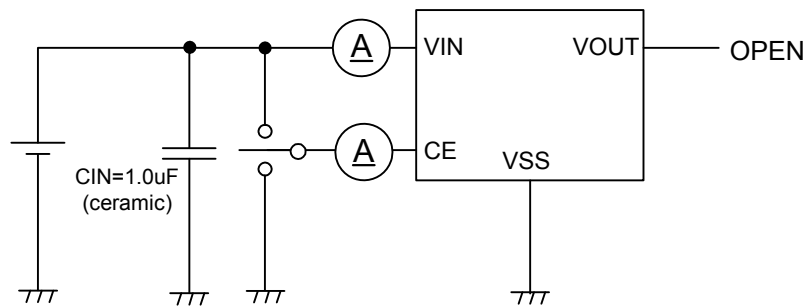 A
VIN
VOUT
OPEN
A
CE
VSS
CIN=1.0uF
(ceramic)